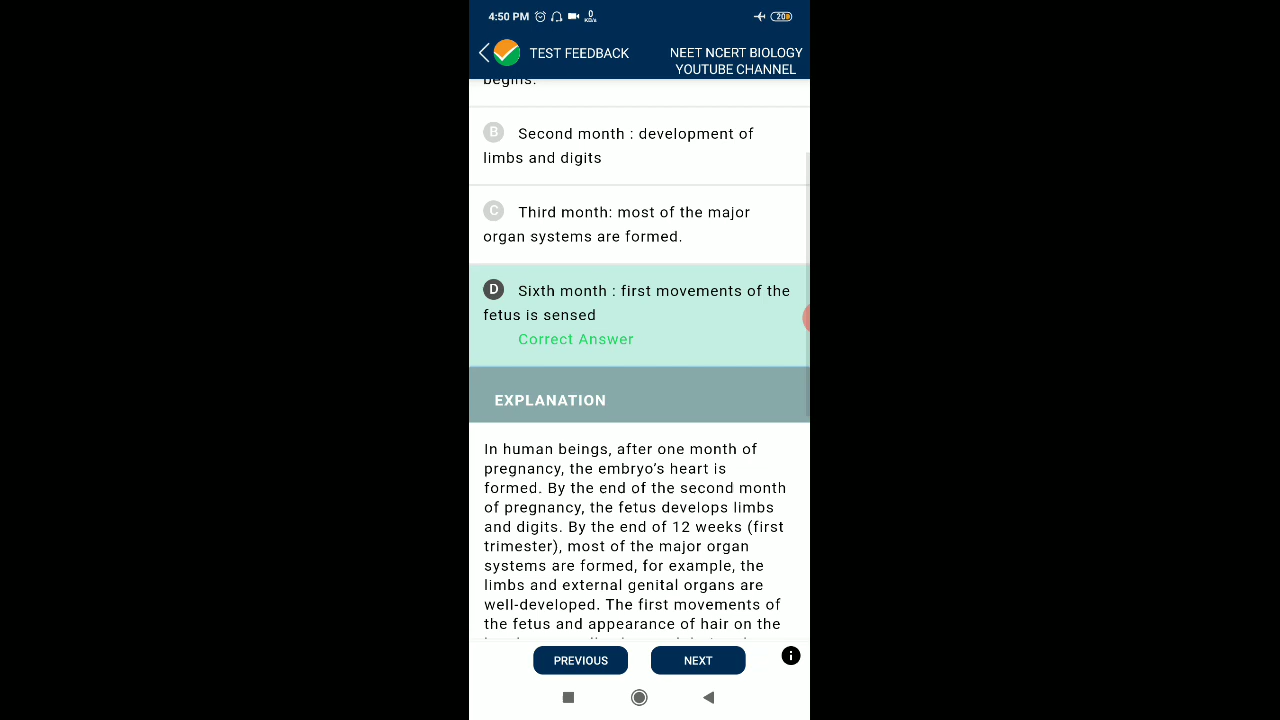 4:50 PM 0 KB/s 20
TEST FEEDBACK
NEET NCERT BIOLOGY
YOUTUBE CHANNEL
begins.
B Second month : development of
limbs and digits
C Third month: most of the major
organ systems are formed.
D Sixth month : first movements of the
fetus is sensed
Correct Answer
EXPLANATION
In human beings, after one month of
pregnancy, the embryo’s heart is
formed. By the end of the second month
of pregnancy, the fetus develops limbs
and digits. By the end of 12 weeks (first
trimester), most of the major organ
systems are formed, for example, the
limbs and external genital organs are
well-developed. The first movements of
the fetus and appearance of hair on the
PREVIOUS
NEXT